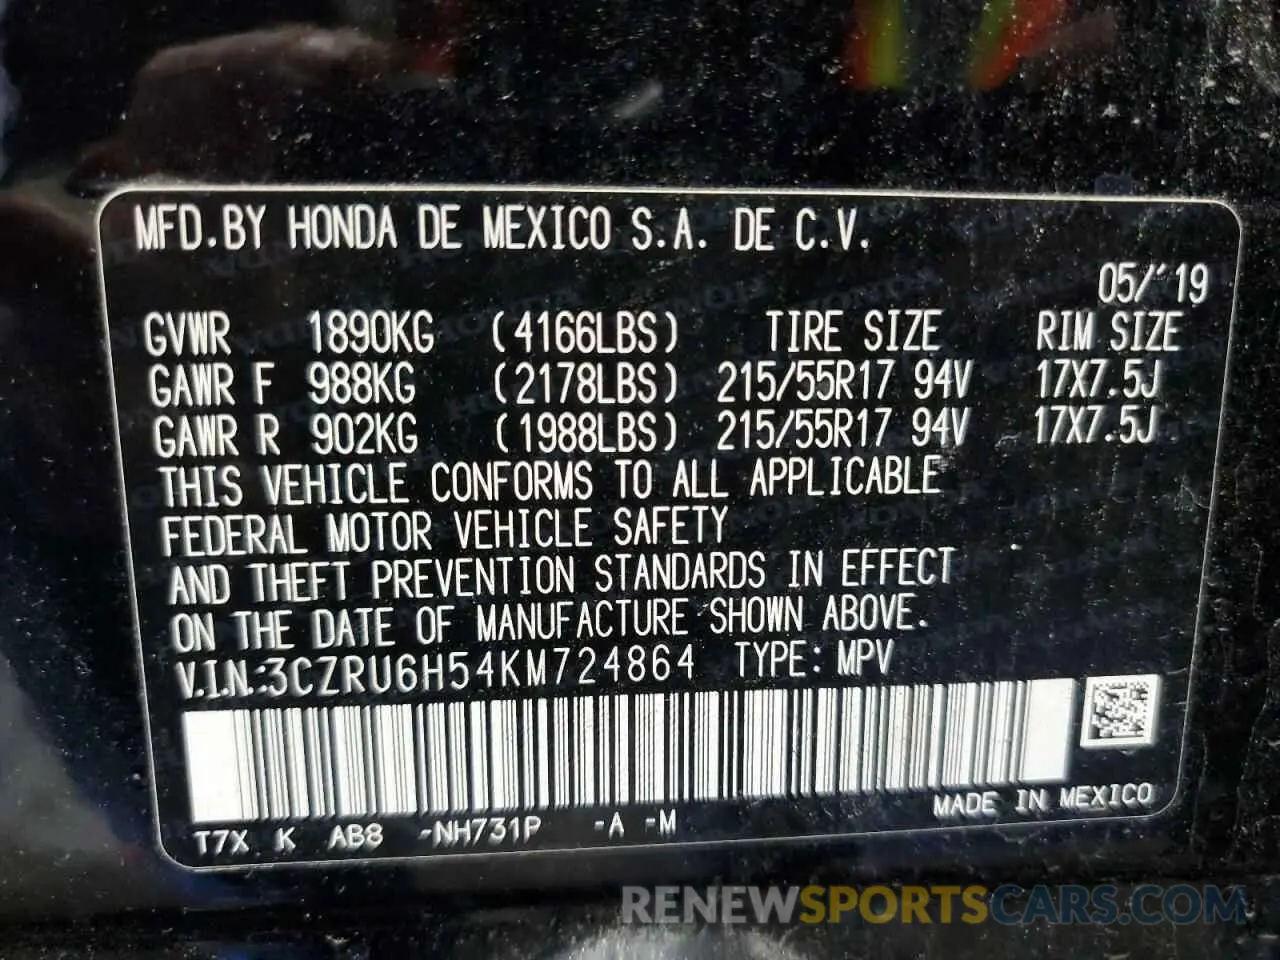 MFD.BY HONDA DE MEXICO S.A. DE C.V.
05/'19
GVWR 1890KG (4166LBS) TIRE SIZE RIM SIZE
GAWR F 988KG (2178LBS) 215/55R17 94V 17X7.5J
GAWR R 902KG (1988LBS) 215/55R17 94V 17X7.5J
THIS VEHICLE CONFORMS TO ALL APPLICABLE
FEDERAL MOTOR VEHICLE SAFETY
AND THEFT PREVENTION STANDARDS IN EFFECT
ON THE DATE OF MANUFACTURE SHOWN ABOVE.
V.I.N.:3CZRU6H54KM724864 TYPE: MPV
MADE IN MEXICO
T7X K AB8 -NH731P -A -M
RENEWSPORTSCARS.COM